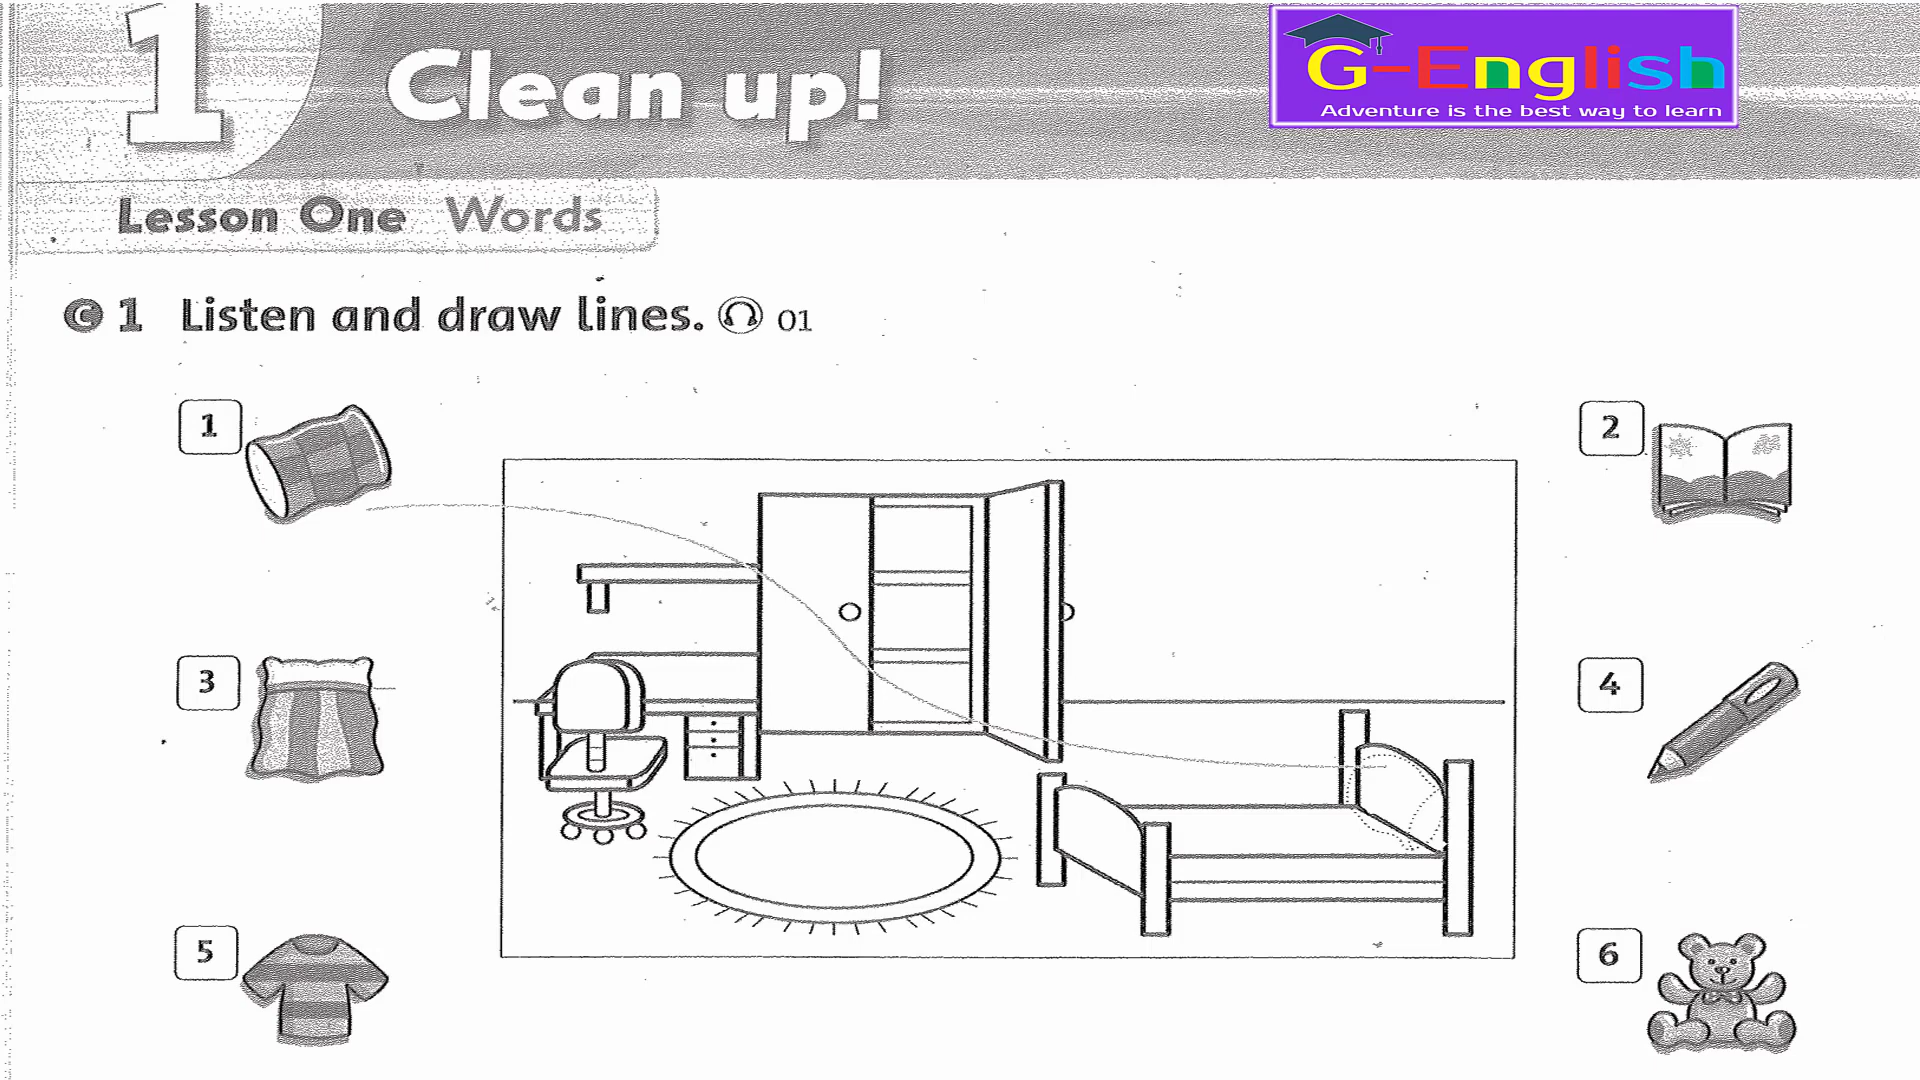 1 Clean up!
G-English
Adventure is the best way to learn
Lesson One Words
C 1 Listen and draw lines. 01
1
2
3
4
5
6